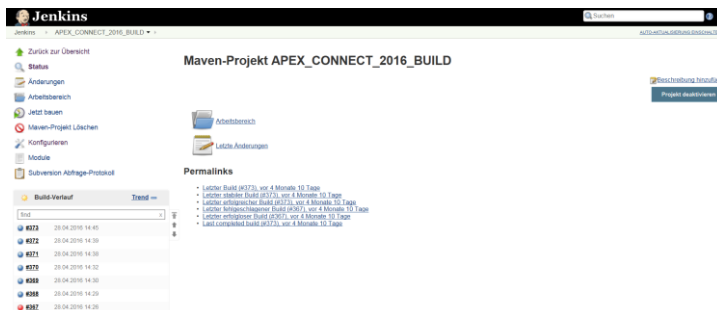 Jenkins
Suchen
Jenkins
APEX_CONNECT_2016_BUILD
AUTO-AKTUALISIERUNG EINSCHALTE
Zurück zur Übersicht
Status
Änderungen
Arbeitsbereich
Jetzt bauen
Maven-Projekt Löschen
Konfigurieren
Module
Subversion Abfrage-Protokoll
Build-Verlauf
Trend
find
x
#373 28.04.2016 14:45
#372 28.04.2016 14:39
#371 28.04.2016 14:38
#370 28.04.2016 14:32
#369 28.04.2016 14:30
#368 28.04.2016 14:29
#367 28.04.2016 14:28
Maven-Projekt APEX_CONNECT_2016_BUILD
Beschreibung hinzufü
Projekt deaktivieren
Arbeitsbereich
Letzte Änderungen
Permalinks
Letzter Build (#373), vor 4 Monate 10 Tage
Letzter stabiler Build (#373), vor 4 Monate 10 Tage
Letzter erfolgreicher Build (#373), vor 4 Monate 10 Tage
Letzter fehlgeschlagener Build (#367), vor 4 Monate 10 Tage
Letzter erfolgloser Build (#367), vor 4 Monate 10 Tage
Last completed build (#373), vor 4 Monate 10 Tage